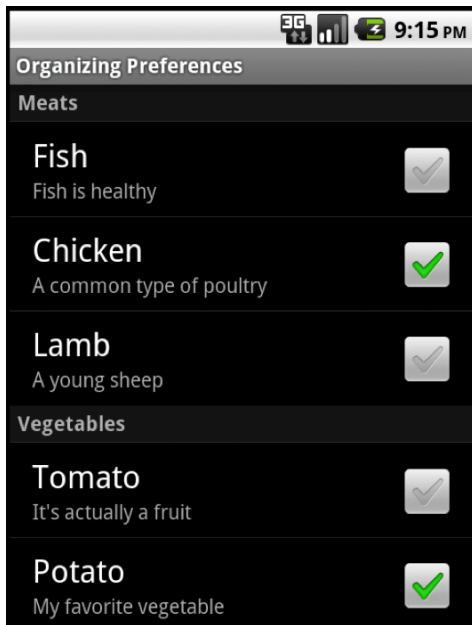 3G 9:15 PM
Organizing Preferences
Meats
Fish
Fish is healthy
Chicken
A common type of poultry
Lamb
A young sheep
Vegetables
Tomato
It's actually a fruit
Potato
My favorite vegetable